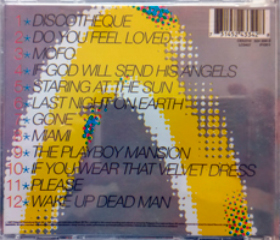 1*DISCOTHEQUE
2*DO YOU FEEL LOVED
3*MOFO
4*IF GOD WILL SEND HIS ANGELS
5*STARING AT THE SUN
6*LAST NIGHT ON EARTH
7*GONE
8*MIAMI
9*THE PLAYBOY MANSION
10*IF YOU WEAR THAT VELVET DRESS
11*PLEASE
12*WAKE UP DEAD MAN